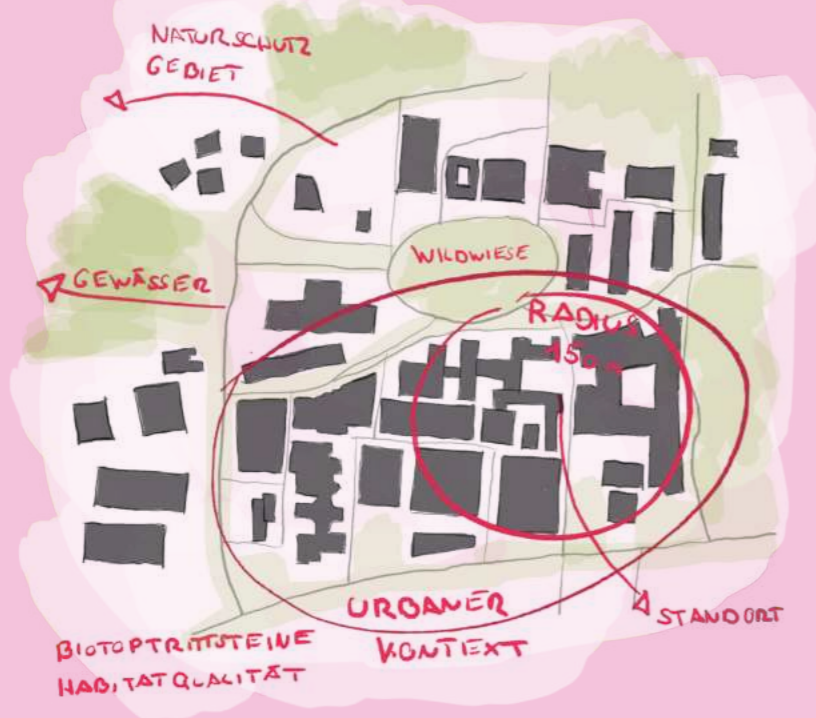 NATURSCHUTZ
GEBIET
WILDWIESE
GEWÄSSER
RADIUS
150m
URBANER
KONTEXT
STANDORT
BIOTOPTRITTSTEINE
HABITATQUALITÄT